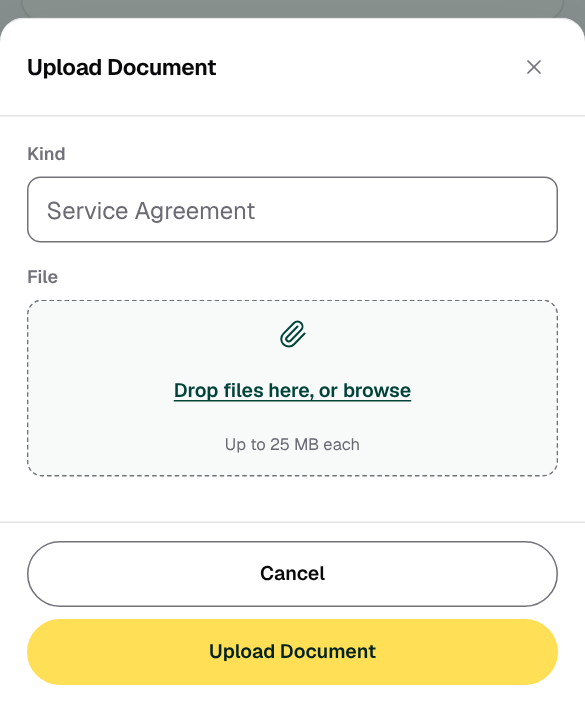 Upload Document
Kind
Service Agreement
File
Drop files here, or browse
Up to 25 MB each
Cancel
Upload Document